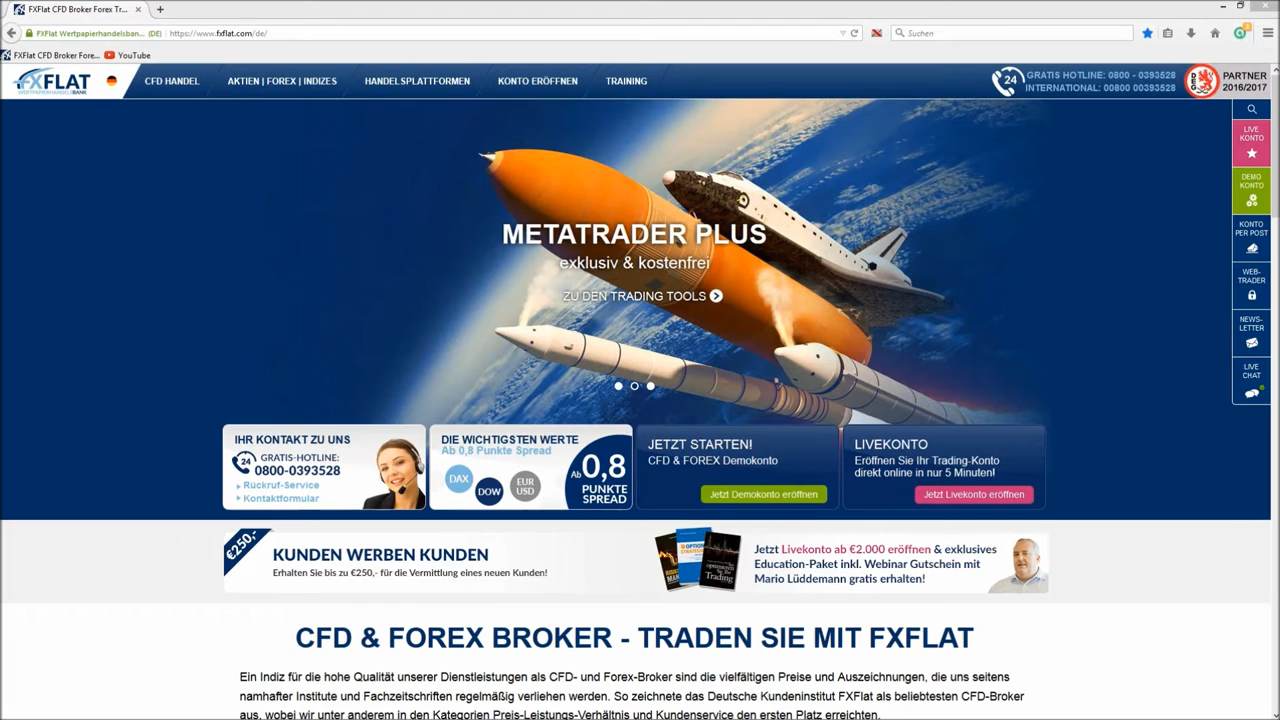 FXFlat CFD Broker Forex Tr...
FXFlat Wertpapierhandelsban... (DE)
https://www.fxflat.com/de/
Suchen
2
FXFlat CFD Broker Fore...
YouTube
FXFLAT
WERTPAPIERHANDELSBANK
CFD HANDEL
AKTIEN | FOREX | INDIZES
HANDELSPLATTFORMEN
KONTO ERÖFFNEN
TRAINING
24
GRATIS HOTLINE: 0800 - 0393528
INTERNATIONAL: 00800 00393528
PARTNER
2016/2017
LIVE
KONTO
DEMO
KONTO
KONTO
PER POST
WEB-
TRADER
NEWS-
LETTER
LIVE
CHAT
METATRADER PLUS
exklusiv & kostenfrei
ZU DEN TRADING TOOLS
IHR KONTAKT ZU UNS
24
GRATIS-HOTLINE:
0800-0393528
Rückruf-Service
Kontaktformular
DIE WICHTIGSTEN WERTE
Ab 0,8 Punkte Spread
DAX
DOW
EUR
USD
Ab 0,8
PUNKTE
SPREAD
JETZT STARTEN!
CFD & FOREX Demokonto
Jetzt Demokonto eröffnen
LIVEKONTO
Eröffnen Sie Ihr Trading-Konto
direkt online in nur 5 Minuten!
Jetzt Livekonto eröffnen
€250,-
KUNDEN WERBEN KUNDEN
Erhalten Sie bis zu €250,- für die Vermittlung eines neuen Kunden!
Jetzt Livekonto ab €2.000 eröffnen & exklusives
Education-Paket inkl. Webinar Gutschein mit
Mario Lüddemann gratis erhalten!
CFD & FOREX BROKER - TRADEN SIE MIT FXFLAT
Ein Indiz für die hohe Qualität unserer Dienstleistungen als CFD- und Forex-Broker sind die vielfältigen Preise und Auszeichnungen, die uns seitens
namhafter Institute und Fachzeitschriften regelmäßig verliehen werden. So zeichnete das Deutsche Kundeninstitut FXFlat als beliebtesten CFD-Broker
aus, wobei wir unter anderem in den Kategorien Preis-Leistungs-Verhältnis und Kundenservice den ersten Platz erreichten.